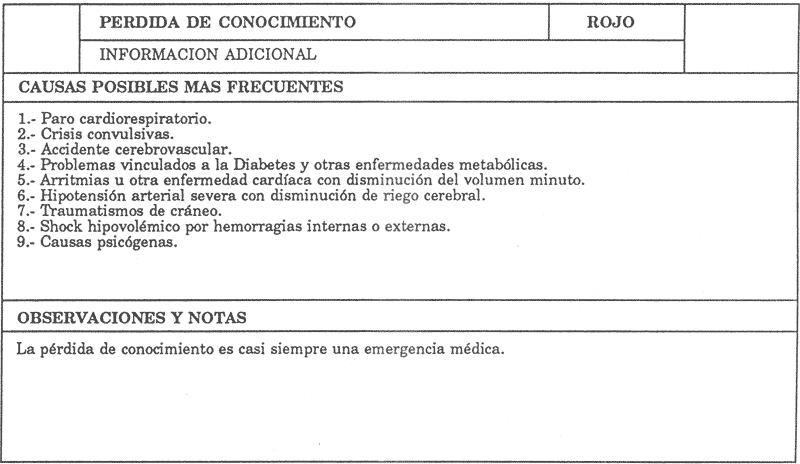 PERDIDA DE CONOCIMIENTO
ROJO
INFORMACION ADICIONAL
CAUSAS POSIBLES MAS FRECUENTES
1.- Paro cardiorespiratorio.
2.- Crisis convulsivas.
3.- Accidente cerebrovascular.
4.- Problemas vinculados a la Diabetes y otras enfermedades metabólicas.
5.- Arritmias u otra enfermedad cardíaca con disminución del volumen minuto.
6.- Hipotensión arterial severa con disminución de riego cerebral.
7.- Traumatismos de cráneo.
8.- Shock hipovolémico por hemorragias internas o externas.
9.- Causas psicógenas.
OBSERVACIONES Y NOTAS
La pérdida de conocimiento es casi siempre una emergencia médica.